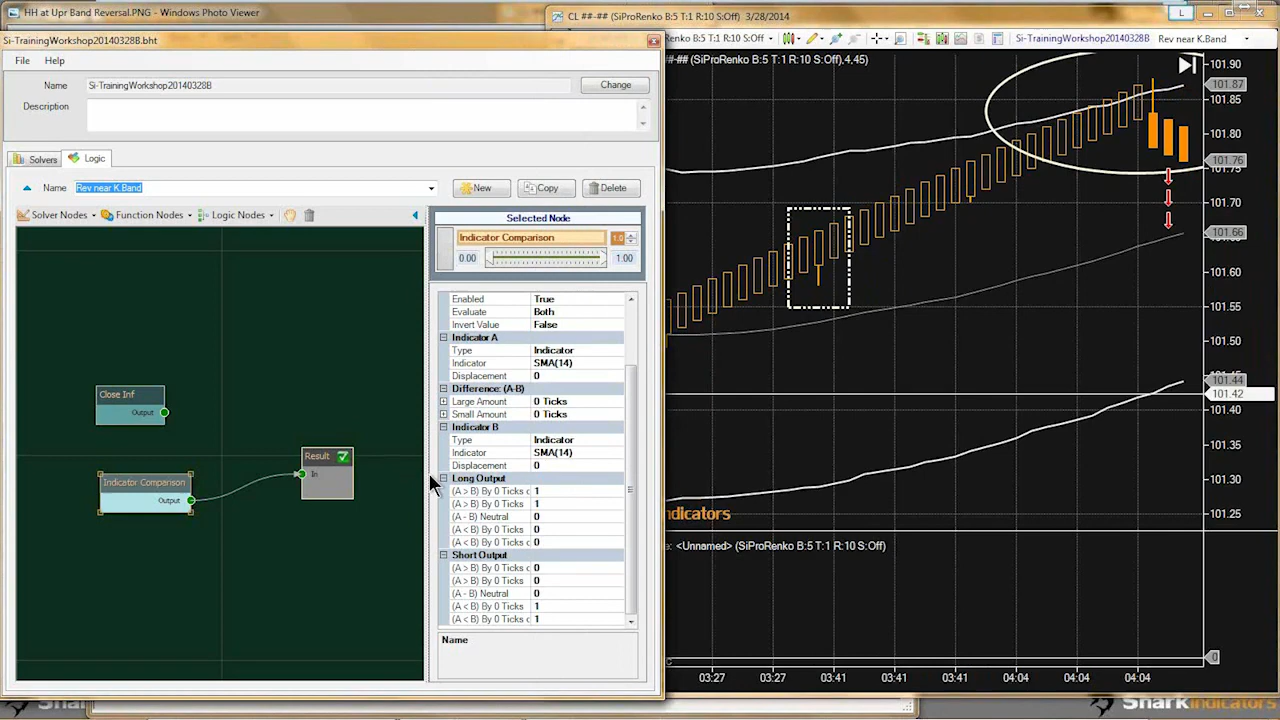 HH at Upr Band Reversal.PNG - Windows Photo Viewer
CL ##-## (SiProRenko B:5 T:1 R:10 S:Off) 3/28/2014
L
Si-TrainingWorkshop20140328B.bht
(SiProRenko B:5 T:1 R:10 S:Off)
Si-TrainingWorkshop20140328B
Rev near K.Band
File
Help
##-## (SiProRenko B:5 T:1 R:10 S:Off),4.45)
Name
Si-TrainingWorkshop20140328B
Change
Description
Solvers
Logic
Name
Rev near K.Band
New
Copy
Delete
Solver Nodes
Function Nodes
Logic Nodes
Selected Node
Indicator Comparison
1.0
0.00
1.00
Enabled True
Evaluate Both
Invert Value False
Indicator A
Type Indicator
Indicator SMA(14)
Displacement 0
Difference: (A-B)
Large Amount 0 Ticks
Small Amount 0 Ticks
Indicator B
Type Indicator
Indicator SMA(14)
Displacement 0
Long Output
(A > B) By 0 Ticks c 1
(A > B) By 0 Ticks 1
(A - B) Neutral 0
(A < B) By 0 Ticks 0
(A < B) By 0 Ticks c 0
Short Output
(A > B) By 0 Ticks c 0
(A > B) By 0 Ticks 0
(A - B) Neutral 0
(A < B) By 0 Ticks 1
(A < B) By 0 Ticks c 1
Name
Close Inf
Output
Indicator Comparison
Output
Result
In
101.90
101.87
101.85
101.80
101.76
101.75
101.70
101.66
101.60
101.55
101.50
101.44
101.42
101.40
101.35
101.30
101.25
ndicators
a: <Unnamed> (SiProRenko B:5 T:1 R:10 S:Off)
0
03:27
03:27
03:41
03:41
03:41
04:04
04:04
04:04
SharkIndicators